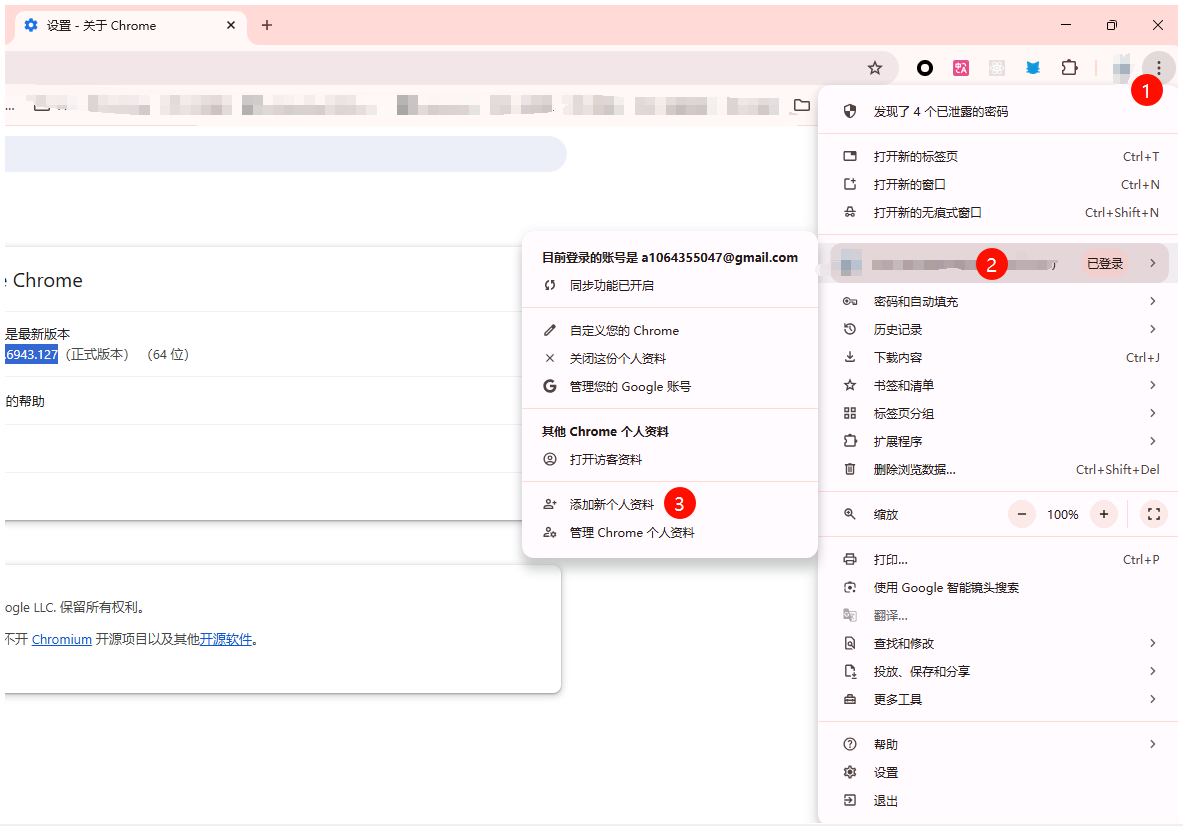 设置 - 关于 Chrome
1
发现了 4 个已泄露的密码
打开新的标签页 Ctrl+T
打开新的窗口 Ctrl+N
打开新的无痕式窗口 Ctrl+Shift+N
2 已登录
密码和自动填充
历史记录
下载内容 Ctrl+J
书签和清单
标签页分组
扩展程序
删除浏览数据... Ctrl+Shift+Del
缩放 − 100% +
打印... Ctrl+P
使用 Google 智能镜头搜索
翻译...
查找和修改
投放、保存和分享
更多工具
帮助
设置
退出
目前登录的账号是 a1064355047@gmail.com
同步功能已开启
自定义您的 Chrome
关闭这份个人资料
管理您的 Google 账号
其他 Chrome 个人资料
打开访客资料
添加新个人资料 3
管理 Chrome 个人资料
Chrome
是最新版本
.6943.127 (正式版本) (64 位)
的帮助
ogle LLC. 保留所有权利。
不开 Chromium 开源项目以及其他开源软件。